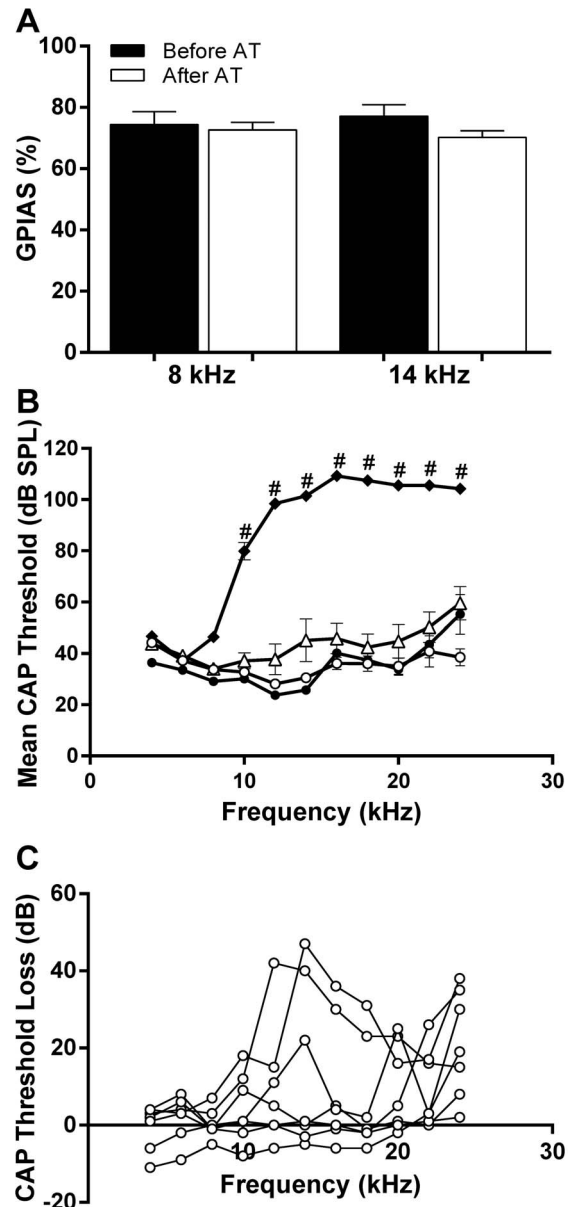 A
100
80
60
40
20
0
GPIAS (%)
Before AT
After AT
8 kHz
14 kHz
B
120
100
80
60
40
20
0
Mean CAP Threshold (dB SPL)
# # # # # # # #
0
10
20
30
Frequency (kHz)
C
60
40
20
0
-20
CAP Threshold Loss (dB)
10
20
30
Frequency (kHz)